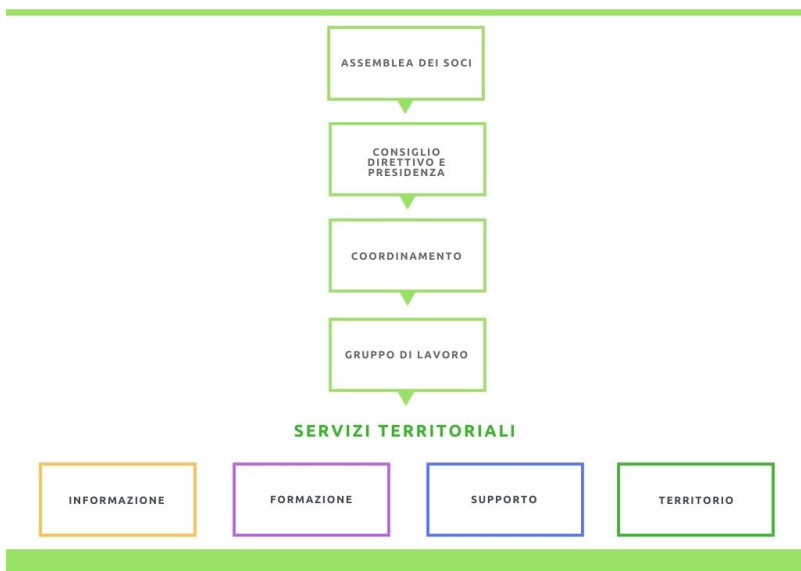 ASSEMBLEA DEI SOCI
CONSIGLIO
DIRETTIVO E
PRESIDENZA
COORDINAMENTO
GRUPPO DI LAVORO
SERVIZI TERRITORIALI
INFORMAZIONE
FORMAZIONE
SUPPORTO
TERRITORIO